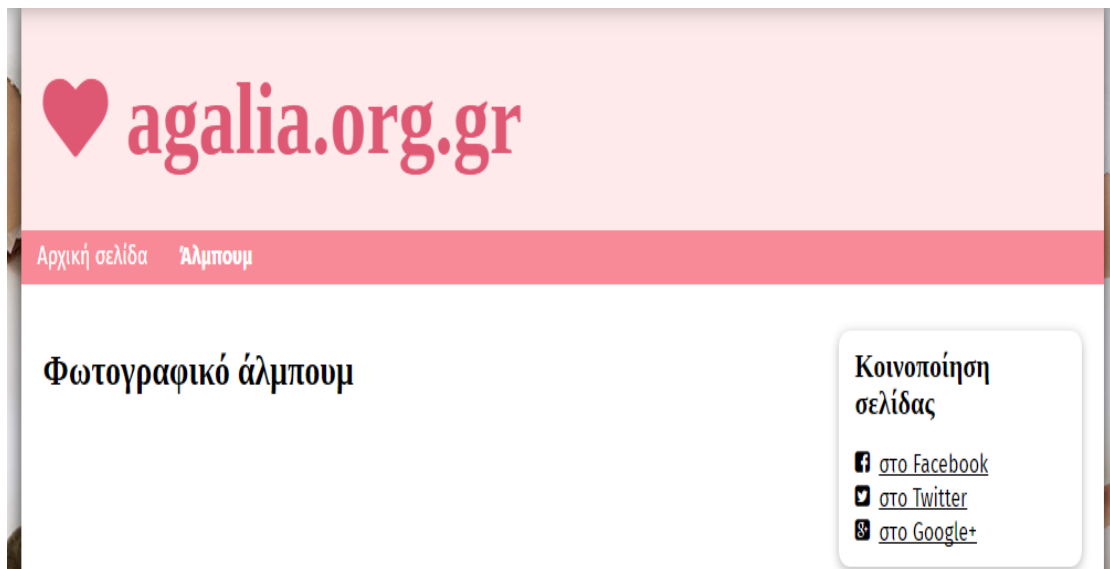 agalia.org.gr
Αρχική σελίδα Άλμπουμ
Φωτογραφικό άλμπουμ
Κοινοποίηση
σελίδας
στο Facebook
στο Twitter
στο Google+